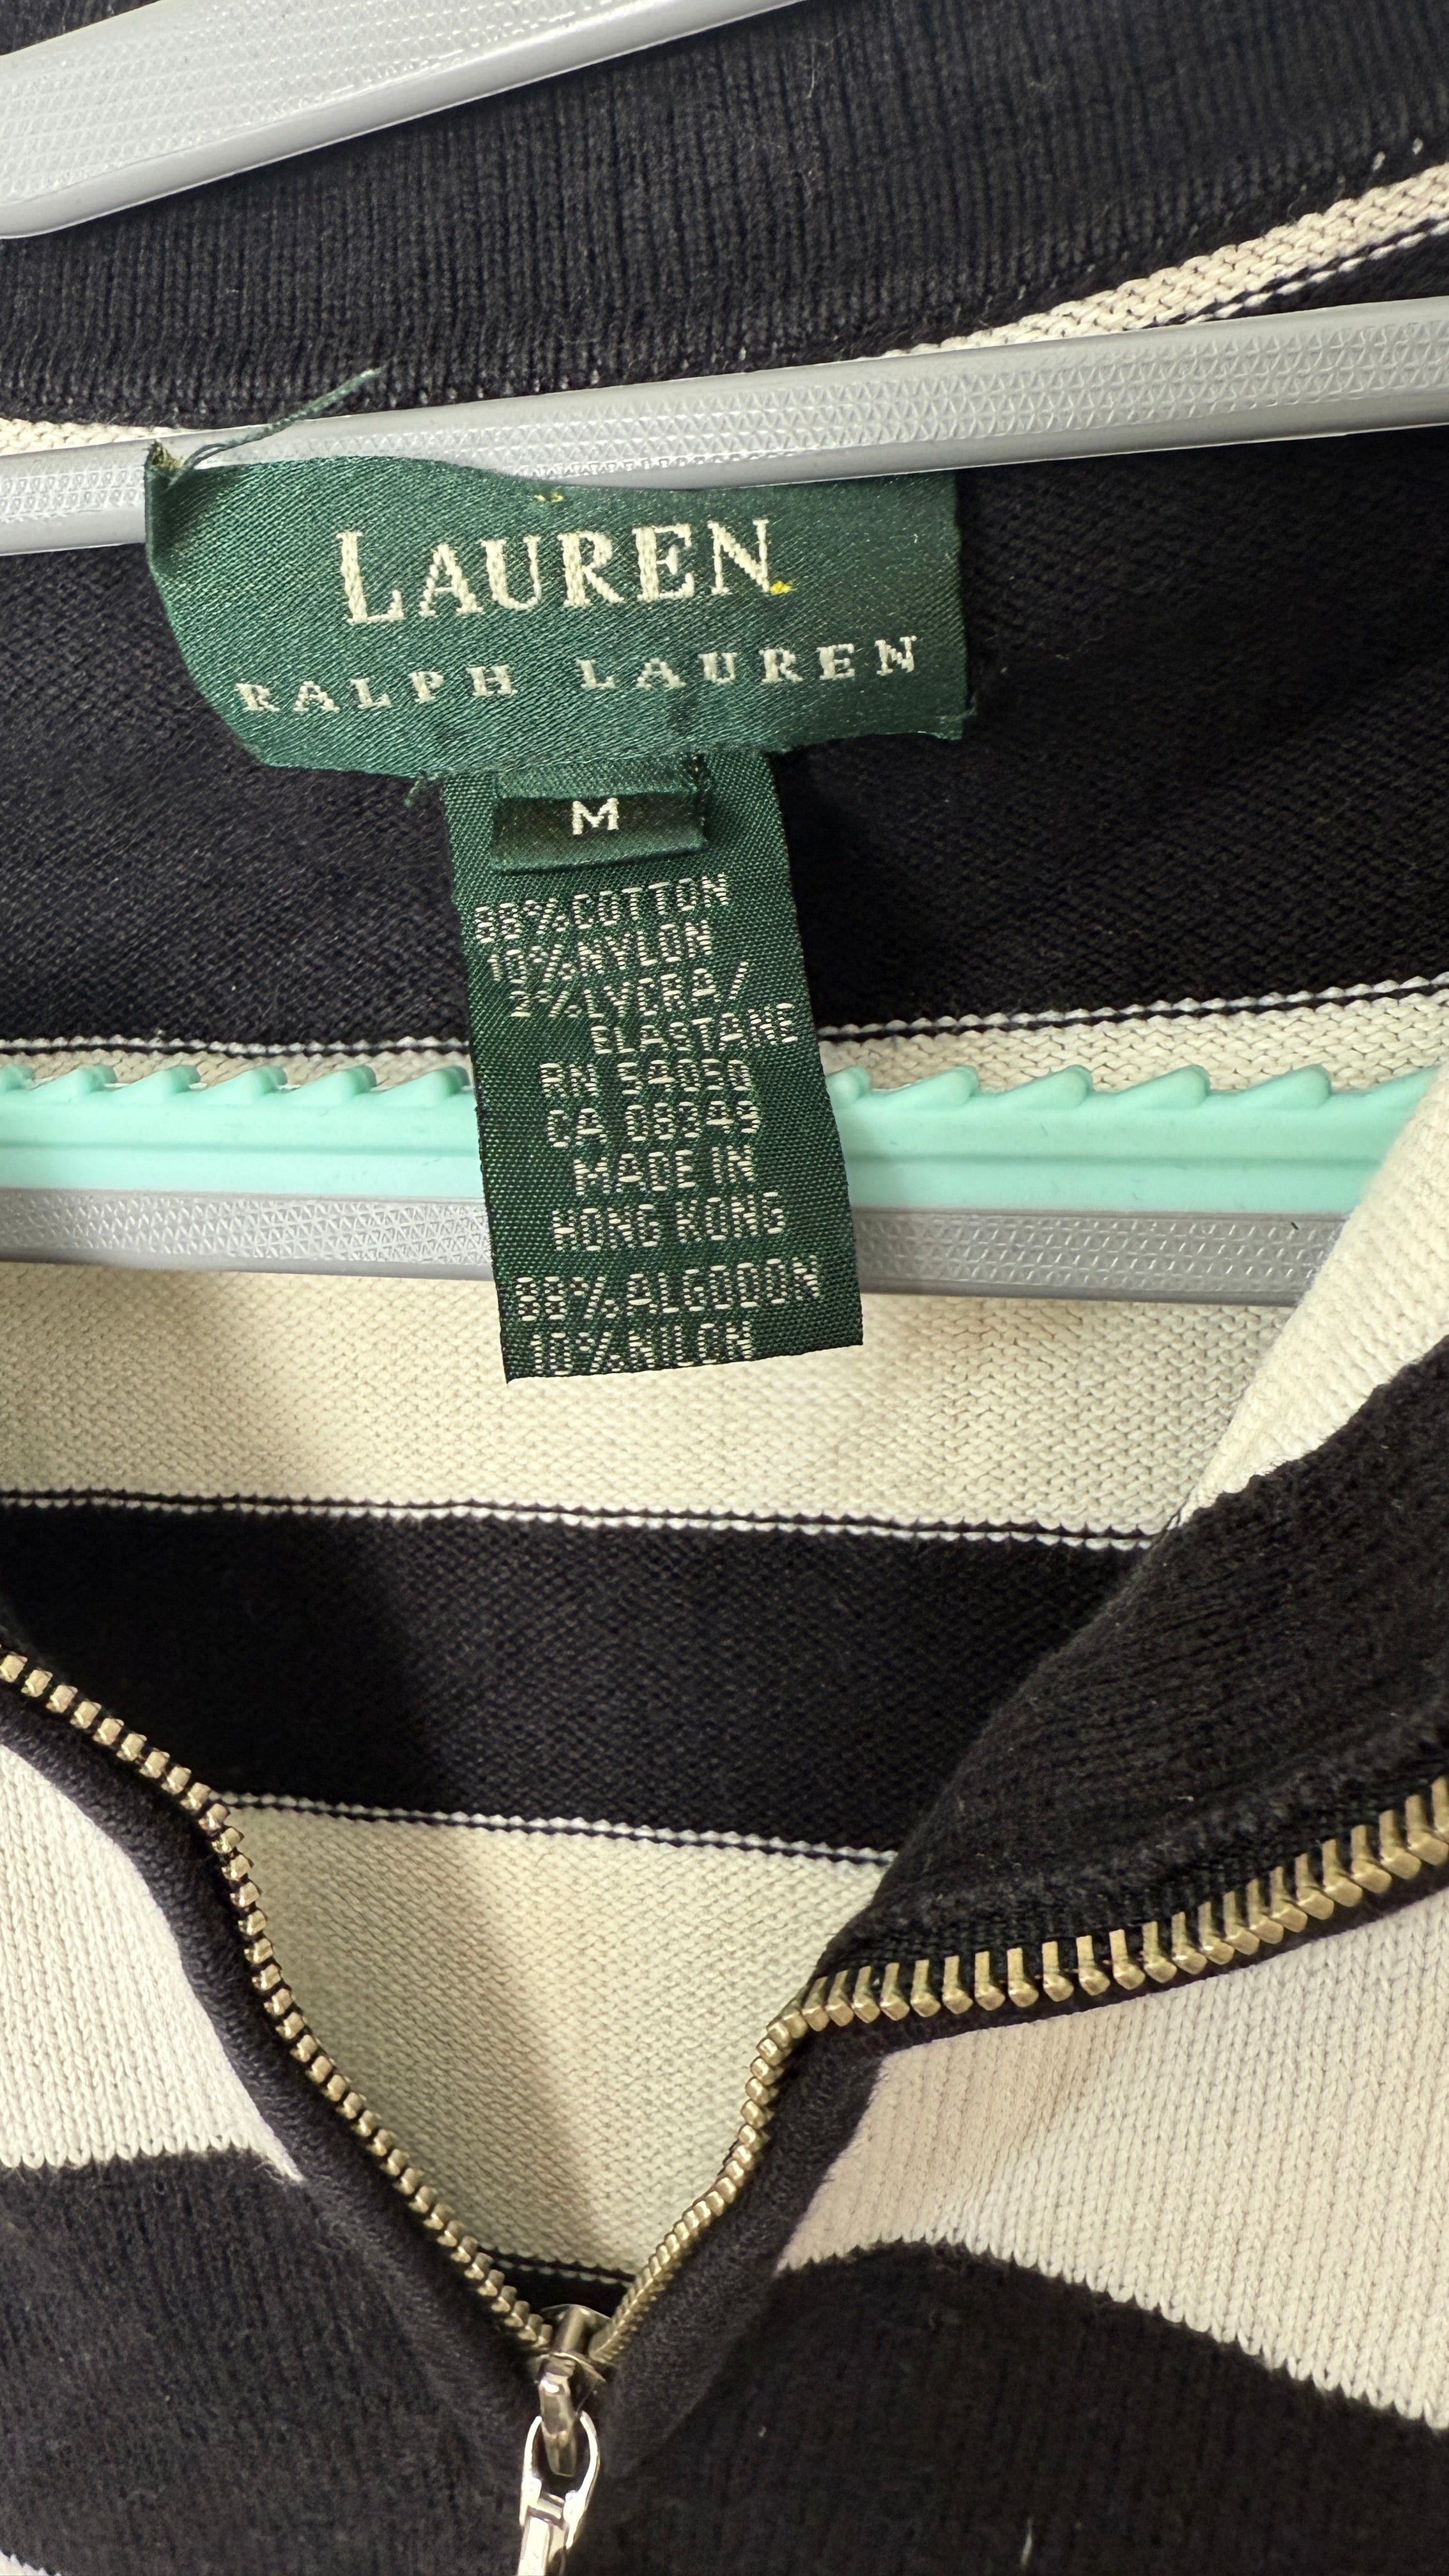 LAUREN
RALPH LAUREN
M
88%COTTON
10%NYLON
2%LYCRA/
ELASTANE
RN 54050
CA 08349
MADE IN
HONG KONG
88%ALGODON
10%NILON